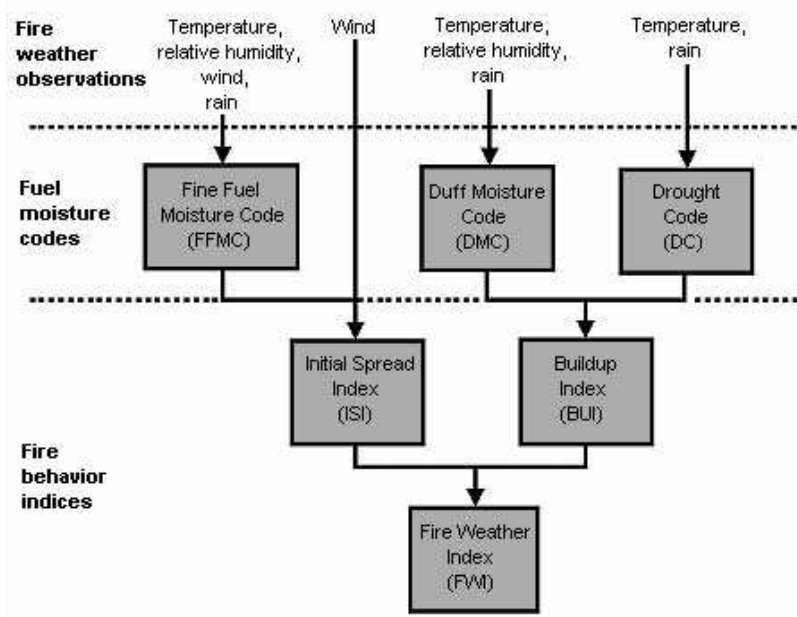 Fire
weather
observations
Temperature,
relative humidity,
wind,
rain
Wind
Temperature,
relative humidity,
rain
Temperature,
rain
Fuel
moisture
codes
Fine Fuel
Moisture Code
(FFMC)
Duff Moisture
Code
(DMC)
Drought
Code
(DC)
Fire
behavior
indices
Initial Spread
Index
(ISI)
Buildup
Index
(BUI)
Fire Weather
Index
(FWI)